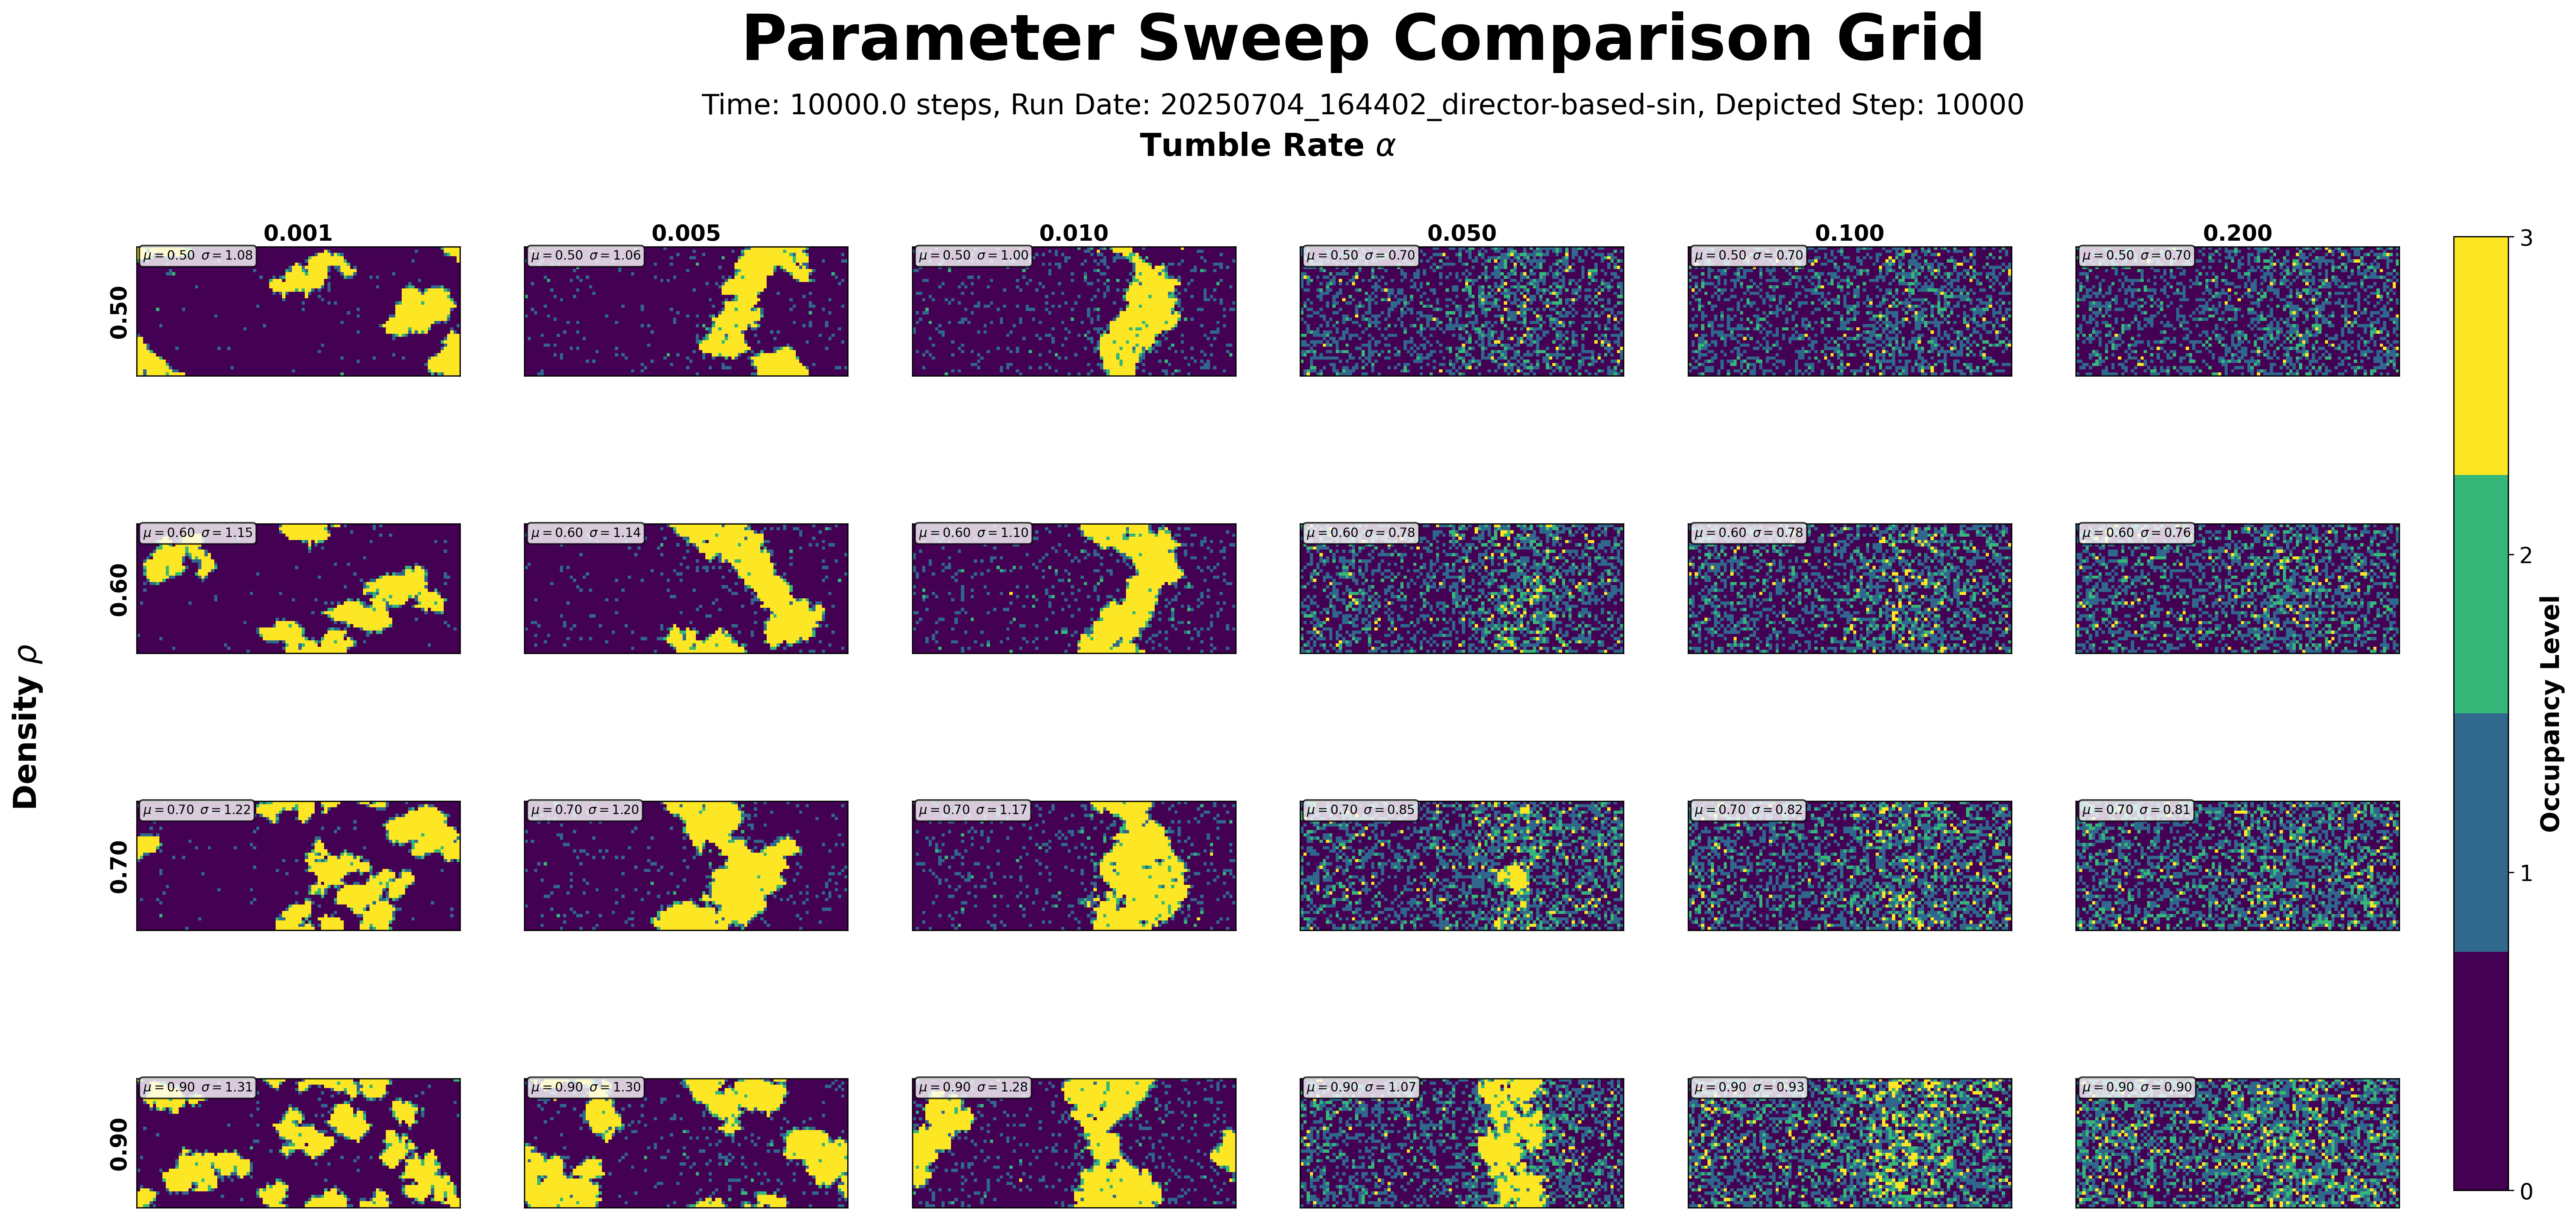 Parameter Sweep Comparison Grid
Time: 10000.0 steps, Run Date: 20250704_164402_director-based-sin, Depicted Step: 10000
Tumble Rate α
0.001 0.005 0.010 0.050 0.100 0.200
Density ρ
0.50
μ = 0.50 σ = 1.08
μ = 0.50 σ = 1.06
μ = 0.50 σ = 1.00
μ = 0.50 σ = 0.70
μ = 0.50 σ = 0.70
μ = 0.50 σ = 0.70
0.60
μ = 0.60 σ = 1.15
μ = 0.60 σ = 1.14
μ = 0.60 σ = 1.10
μ = 0.60 σ = 0.78
μ = 0.60 σ = 0.78
μ = 0.60 σ = 0.76
0.70
μ = 0.70 σ = 1.22
μ = 0.70 σ = 1.20
μ = 0.70 σ = 1.17
μ = 0.70 σ = 0.85
μ = 0.70 σ = 0.82
μ = 0.70 σ = 0.81
0.90
μ = 0.90 σ = 1.31
μ = 0.90 σ = 1.30
μ = 0.90 σ = 1.28
μ = 0.90 σ = 1.07
μ = 0.90 σ = 0.93
μ = 0.90 σ = 0.90
3
2
1
0
Occupancy Level